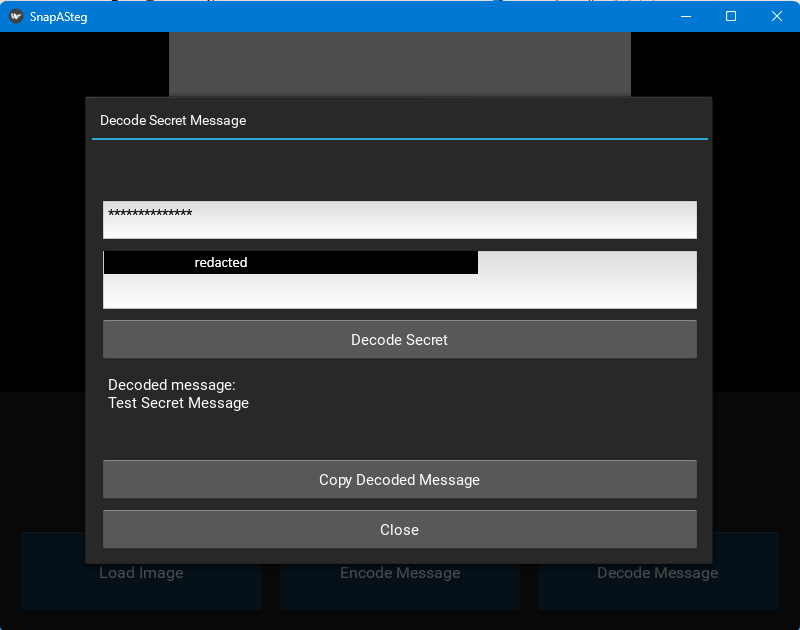 SnapASteg
Decode Secret Message
**************
redacted
Decode Secret
Decoded message:
Test Secret Message
Copy Decoded Message
Close
Load Image
Encode Message
Decode Message